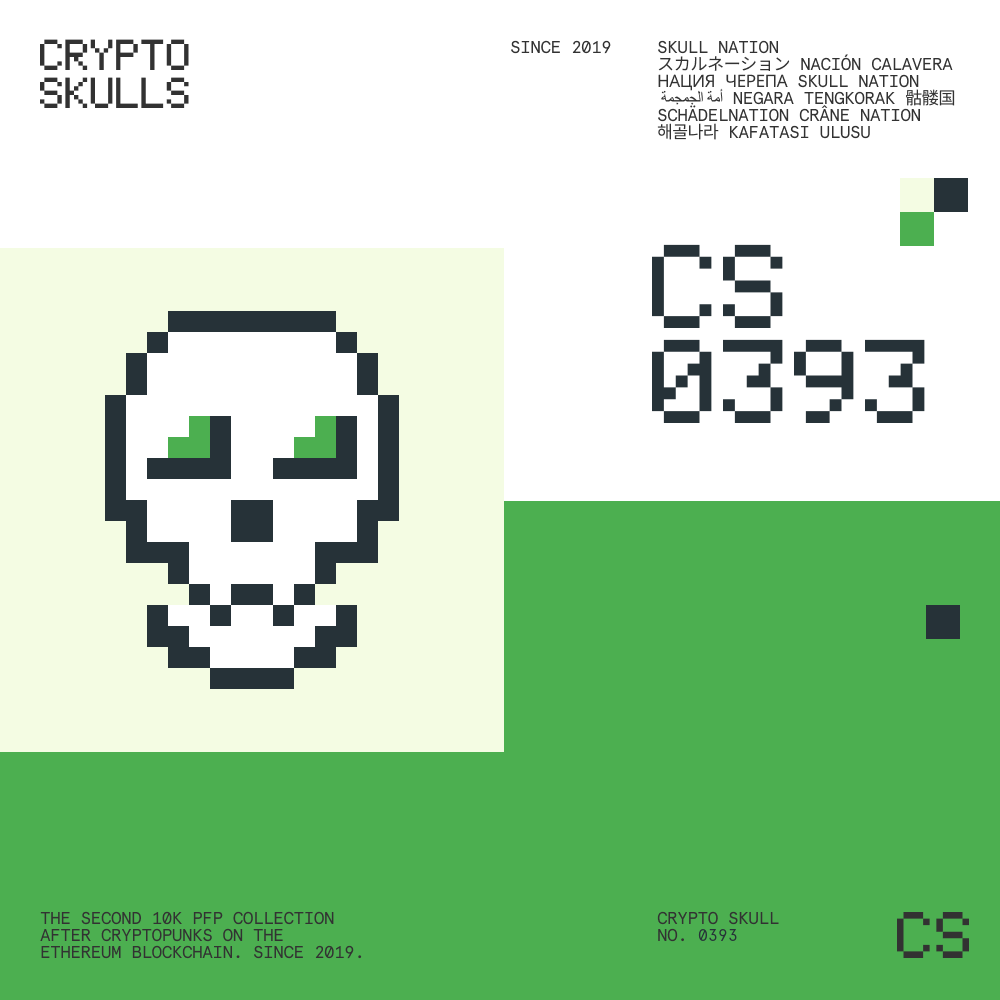 CRYPTO
SKULLS
SINCE 2019
SKULL NATION
スカルネーション NACIÓN CALAVERA
НАЦИЯ ЧЕРЕПА SKULL NATION
أمة الجمجمة NEGARA TENGKORAK 骷髅国
SCHÄDELNATION CRÂNE NATION
해골나라 KAFATASI ULUSU
CS
0393
THE SECOND 10K PFP COLLECTION
AFTER CRYPTOPUNKS ON THE
ETHEREUM BLOCKCHAIN. SINCE 2019.
CRYPTO SKULL
NO. 0393
CS